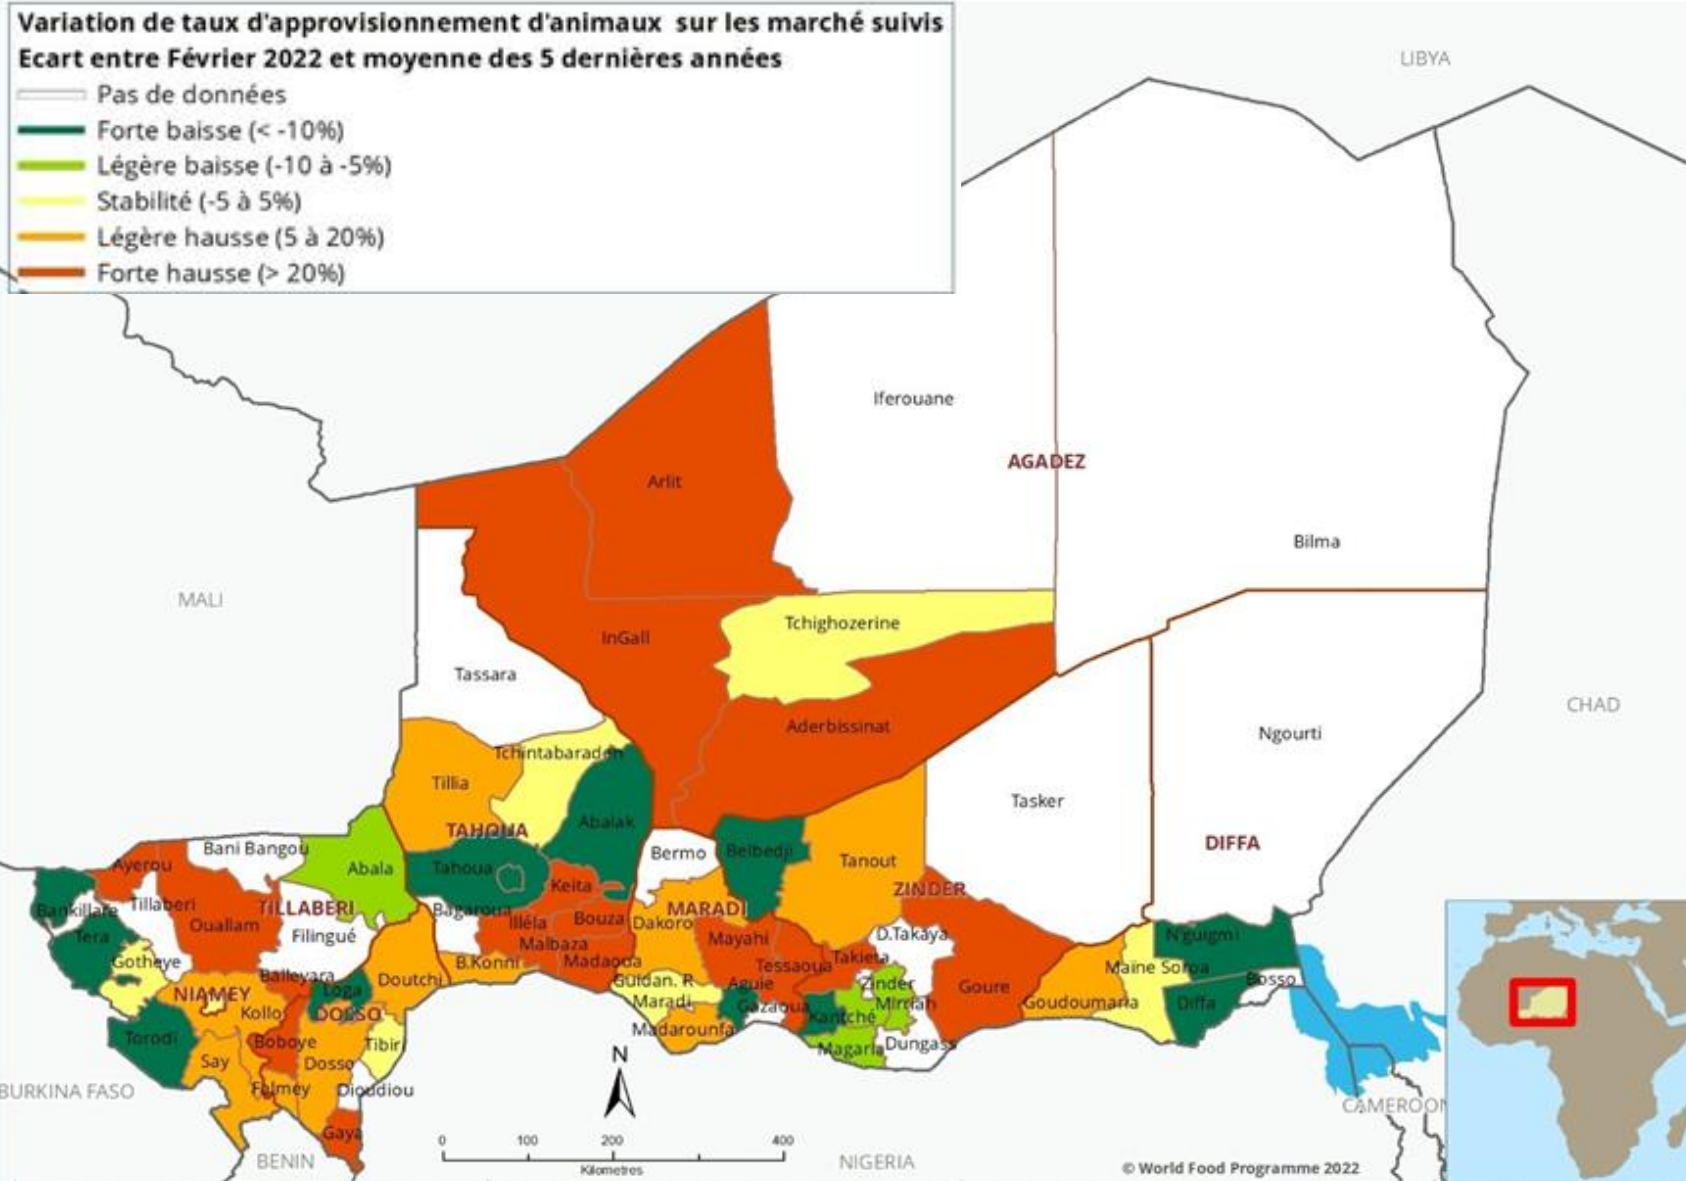 Variation de taux d'approvisionnement d'animaux sur les marché suivis
Ecart entre Février 2022 et moyenne des 5 dernières années
Pas de données
Forte baisse (< -10%)
Légère baisse (-10 à -5%)
Stabilité (-5 à 5%)
Légère hausse (5 à 20%)
Forte hausse (> 20%)
LIBYA
Iferouane
AGADEZ
Arlit
Bilma
MALI
Tchighozerine
InGall
Tassara
CHAD
Aderbissinat
Ngourti
Tchintabaraden
Tillia
Tasker
TAHOUA
Abalak
DIFFA
Bani Bangou
Bermo
Belbedji
Ayerou
Abala
Tahoua
Tanout
Keita
ZINDER
Bankillare
Tillaberi
TILLABERI
Bagaroua
MARADI
Ouallam
Illéla
Bouza
Dakoro
Tera
Filingué
Malbaza
Mayahi
D.Takaya
N'guigmi
Gotheye
B.Konni
Madaoua
Tessaoua
Takieta
Maïne Soroa
Balleyara
Doutchi
Guidan. R
Aguie
Zinder
Goure
Bosso
NIAMEY
Loga
Maradi
Gazaoua
Mirriah
Goudoumaria
Diffa
Kollo
DOSSO
Kantché
Torodi
Boboye
Tibiri
Madarounfa
Magaria
Dungass
Say
Dosso
N
BURKINA FASO
Falmey
Dioudiou
CAMEROON
Gaya
0 100 200 400
Kilometres
BENIN
NIGERIA
© World Food Programme 2022